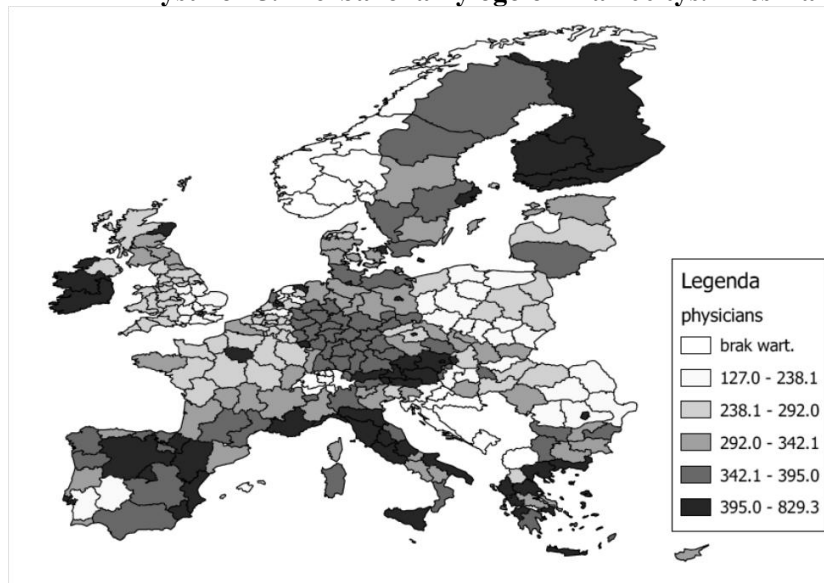 Legenda
physicians
brak wart.
127.0 - 238.1
238.1 - 292.0
292.0 - 342.1
342.1 - 395.0
395.0 - 829.3